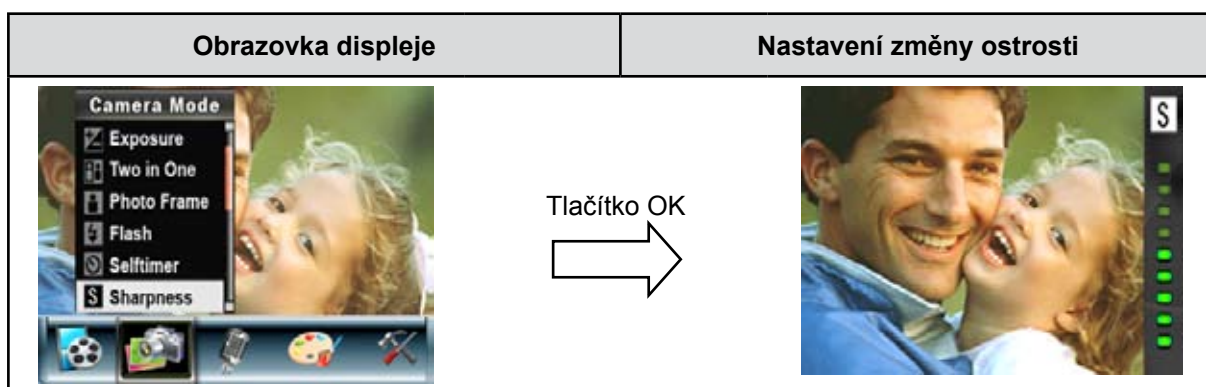 Obrazovka displeje
Nastavení změny ostrosti
Camera Mode
Exposure
Two in One
Photo Frame
Flash
Selftimer
S Sharpness
Tlačítko OK
S